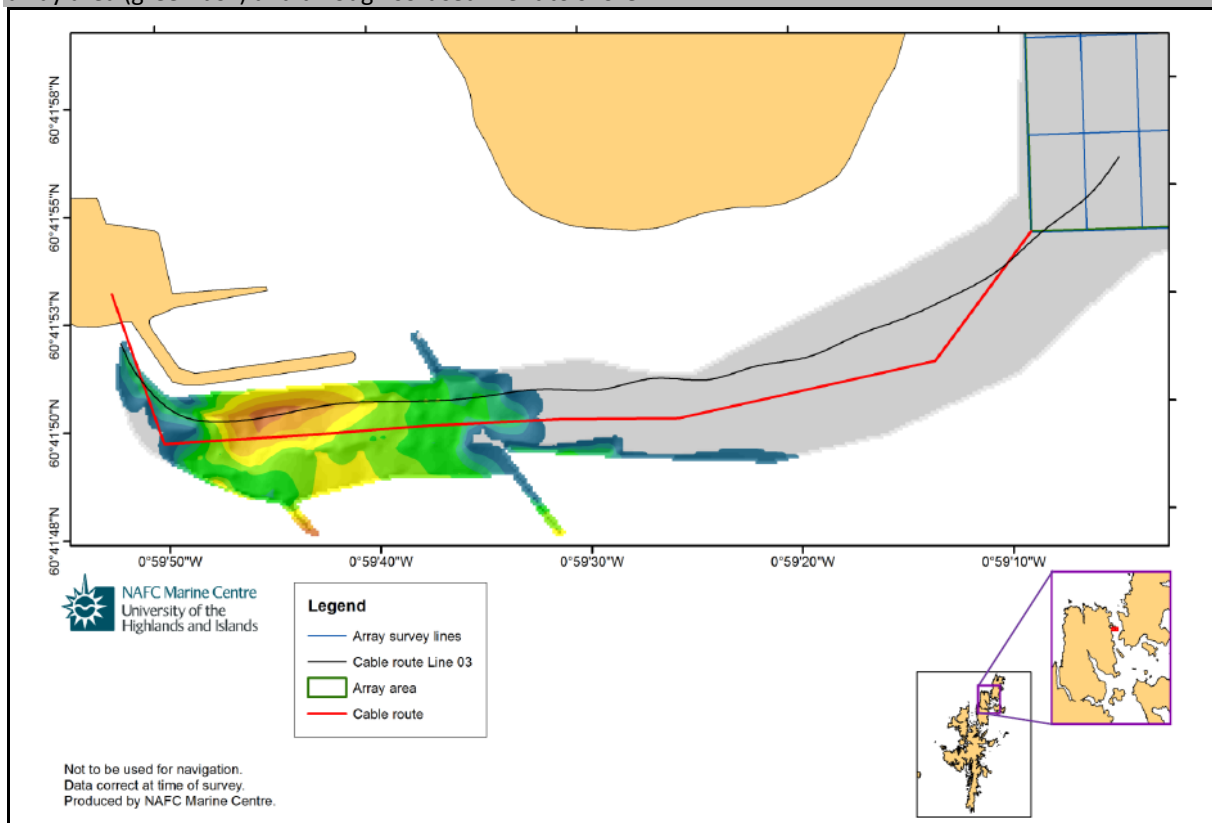 60°41'58"N
60°41'55"N
60°41'53"N
60°41'50"N
60°41'48"N
0°59'50"W
0°59'40"W
0°59'30"W
0°59'20"W
0°59'10"W
NAFC Marine Centre
University of the
Highlands and Islands
Legend
Array survey lines
Cable route Line 03
Array area
Cable route
Not to be used for navigation.
Data correct at time of survey.
Produced by NAFC Marine Centre.